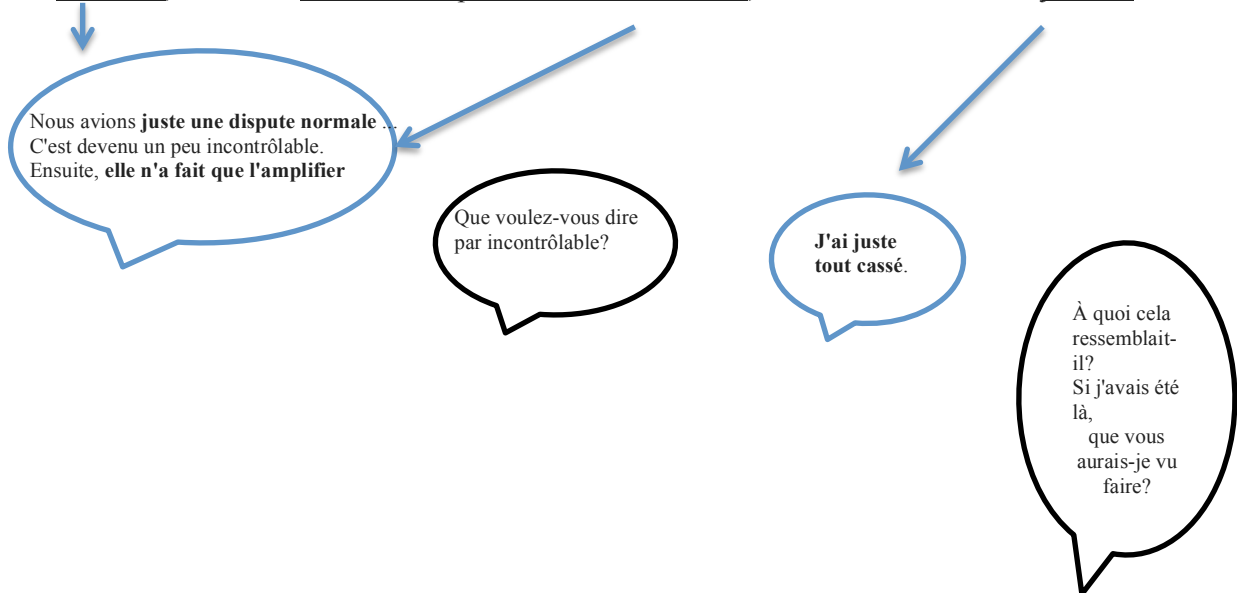 Nous avions juste une dispute normale ...
C'est devenu un peu incontrôlable.
Ensuite, elle n'a fait que l'amplifier
Que voulez-vous dire
par incontrôlable?
J'ai juste
tout cassé.
À quoi cela
ressemblait-
il?
Si j'avais été
là,
que vous
aurais-je vu
faire?